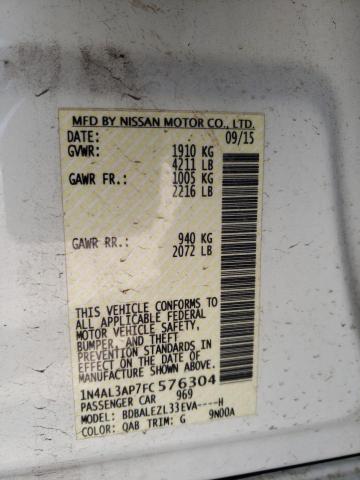 MFD BY NISSAN MOTOR CO., LTD.
DATE: 09/15
GVWR: 1910 KG
4211 LB
GAWR FR.: 1005 KG
2216 LB
GAWR RR.: 940 KG
2072 LB
THIS VEHICLE CONFORMS TO
ALL APPLICABLE FEDERAL
MOTOR VEHICLE SAFETY,
BUMPER, AND THEFT
PREVENTION STANDARDS
IN EFFECT ON THE DATE OF
MANUFACTURE SHOWN ABOVE.
1N4AL3AP7FC576304
PASSENGER CAR 969
MODEL: BDBALEZL33EVA----H
COLOR: QAB TRIM: G 9N00A